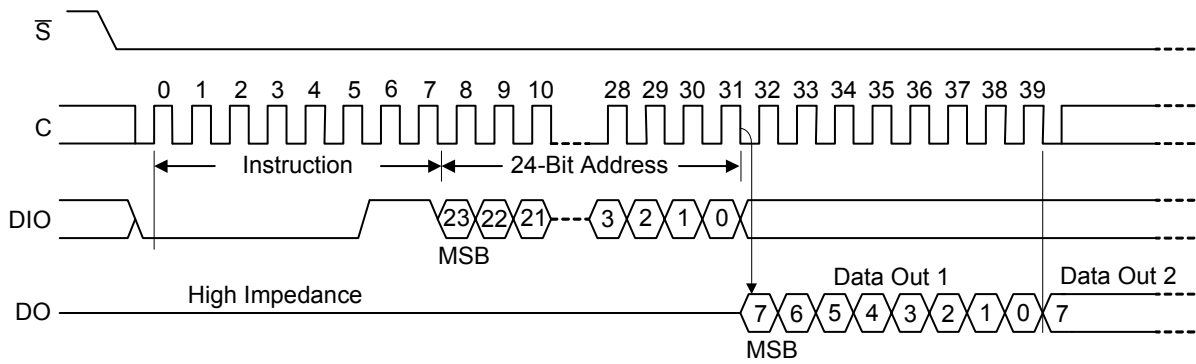 S̅
0 1 2 3 4 5 6 7 8 9 10 28 29 30 31 32 33 34 35 36 37 38 39
C
Instruction 24-Bit Address
DIO 23 22 21 3 2 1 0
MSB
Data Out 1 Data Out 2
High Impedance
DO 7 6 5 4 3 2 1 0 7
MSB